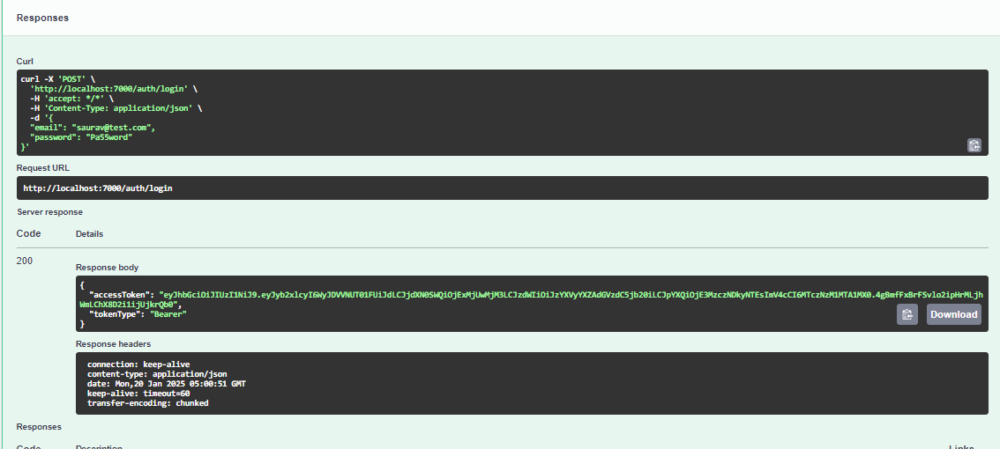 Responses
Curl
curl -X 'POST' \
'http://localhost:7000/auth/login' \
-H 'accept: */*' \
-H 'Content-Type: application/json' \
-d '{
"email": "saurav@test.com",
"password": "Pa55word"
}'
Request URL
http://localhost:7000/auth/login
Server response
Code Details
200
Response body
{
"accessToken": "eyJhbGciOiJIUzI1NiJ9.eyJyb2xlcyI6WyJDVVNUT01FUiJdLCJjdXN0SWQiOjExMjUwMjM3LCJzdWIiOiJzYXVyYXZAdGVzdC5jb20iLCJpYXQiOjE3MzczNDkyNTEsImV4cCI6MTczNzM1MTA1MX0.4gBmfFxBrFSvlo2ipHrMLjh
WmLChX8D2i1ijUjkrQb0",
"tokenType": "Bearer"
}
Download
Response headers
connection: keep-alive
content-type: application/json
date: Mon,20 Jan 2025 05:00:51 GMT
keep-alive: timeout=60
transfer-encoding: chunked
Responses
Code Description Links